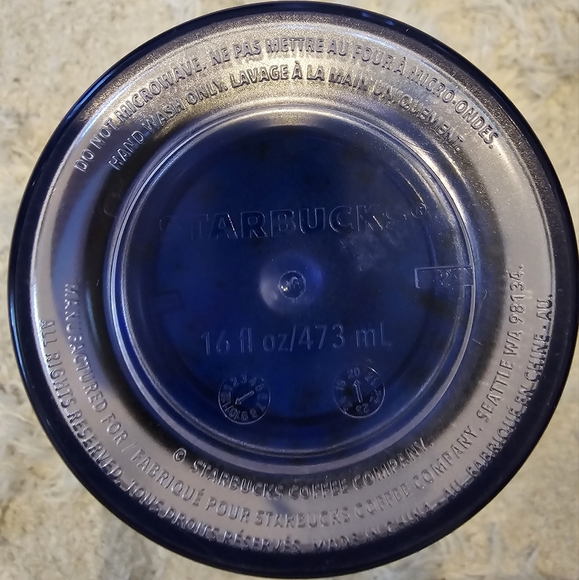 DO NOT MICROWAVE. NE PAS METTRE AU FOUR À MICRO-ONDES.
HAND WASH ONLY. LAVAGE À LA MAIN UNIQUEMENT.
STARBUCKS®
16 fl oz/473 mL
© STARBUCKS COFFEE COMPANY.
MANUFACTURED FOR / FABRIQUÉ POUR STARBUCKS COFFEE COMPANY, SEATTLE WA 98134.
ALL RIGHTS RESERVED. TOUS DROITS RÉSERVÉS. MADE IN CHINA - AU. FABRIQUÉ EN CHINE - AU.